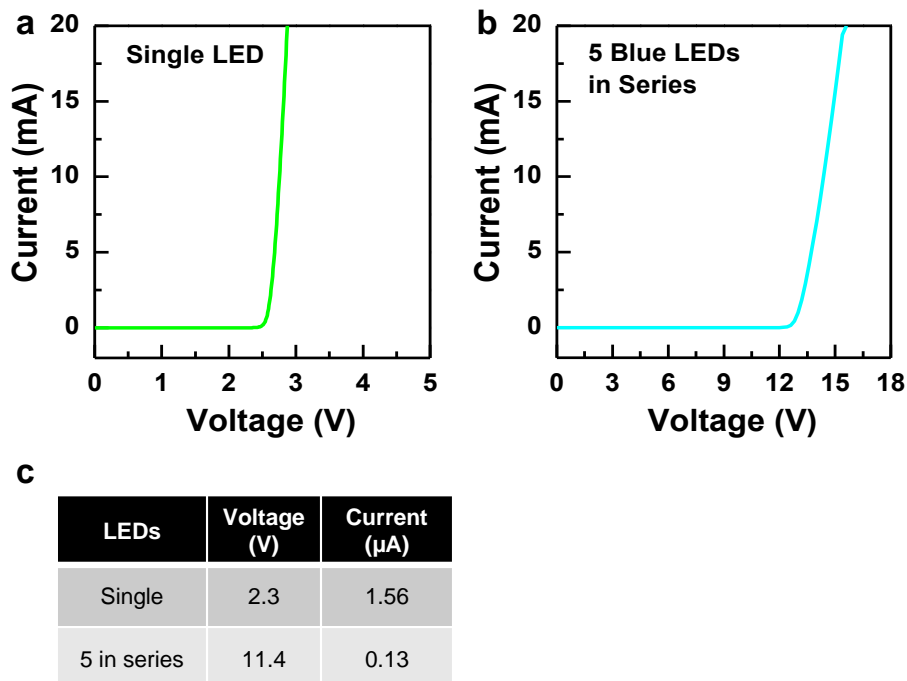 a
Single LED
Current (mA)
20
15
10
5
0
0 1 2 3 4 5
Voltage (V)
b
5 Blue LEDs
in Series
Current (mA)
20
15
10
5
0
0 3 6 9 12 15 18
Voltage (V)
c
LEDs Voltage (V) Current (µA)
Single 2.3 1.56
5 in series 11.4 0.13